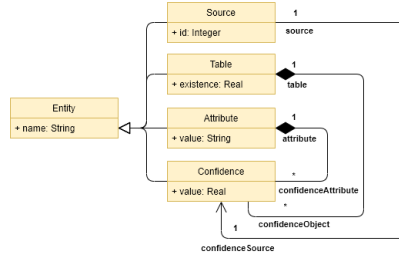 Source
+ id: Integer
1
source
Table
+ existence: Real
1
table
Entity
+ name: String
Attribute
+ value: String
1
attribute
Confidence
+ value: Real
*
confidenceAttribute
*
confidenceObject
1
confidenceSource